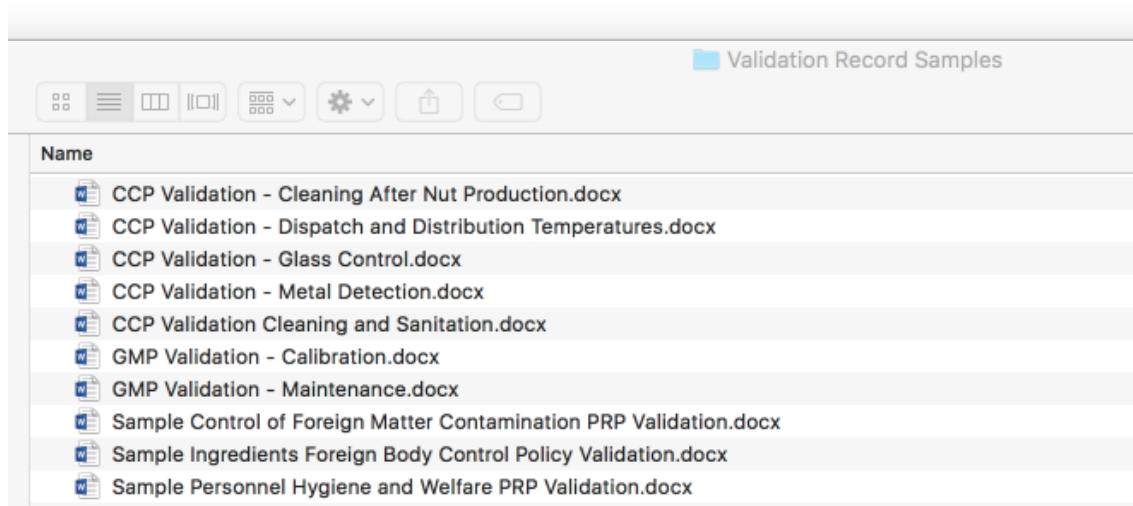 Validation Record Samples
Name
CCP Validation - Cleaning After Nut Production.docx
CCP Validation - Dispatch and Distribution Temperatures.docx
CCP Validation - Glass Control.docx
CCP Validation - Metal Detection.docx
CCP Validation Cleaning and Sanitation.docx
GMP Validation - Calibration.docx
GMP Validation - Maintenance.docx
Sample Control of Foreign Matter Contamination PRP Validation.docx
Sample Ingredients Foreign Body Control Policy Validation.docx
Sample Personnel Hygiene and Welfare PRP Validation.docx